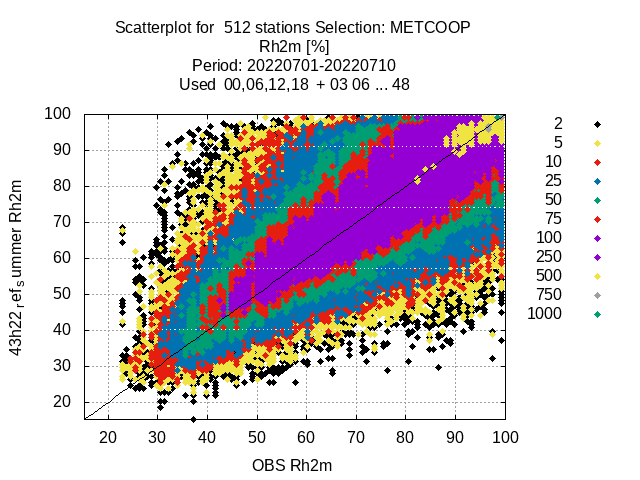 Scatterplot for  512 stations Selection: METCOOP
Rh2m [%]
Period: 20220701-20220710
Used  00,06,12,18  + 03 06 ... 48
100
90
80
70
60
50
40
30
20
20 30 40 50 60 70 80 90 100
43h22,ref_summer Rh2m
OBS Rh2m
2
5
10
25
50
75
100
250
500
750
1000